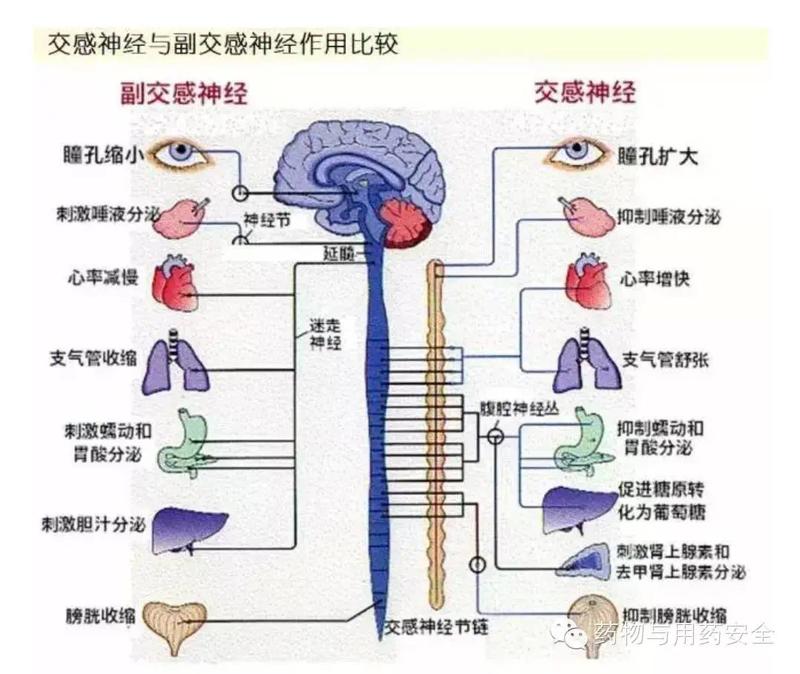 交感神经与副交感神经作用比较
副交感神经
交感神经
瞳孔缩小
刺激唾液分泌
心率减慢
支气管收缩
刺激蠕动和
胃酸分泌
刺激胆汁分泌
膀胱收缩
神经节
延髓
迷走
神经
腹腔神经丛
交感神经节链
瞳孔扩大
抑制唾液分泌
心率增快
支气管舒张
抑制蠕动和
胃酸分泌
促进糖原转
化为葡萄糖
刺激肾上腺素和
去甲肾上腺素分泌
抑制膀胱收缩
药物与用药安全